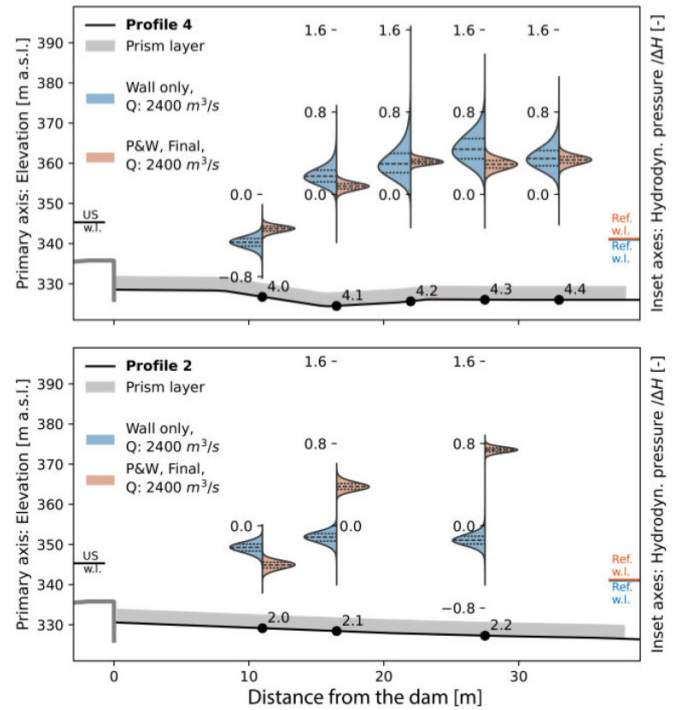 Profile 4
Prism layer
Wall only,
Q: 2400 m³/s
P&W, Final,
Q: 2400 m³/s
Primary axis: Elevation [m a.s.l.]
390
380
370
360
350
340
330
US
w.l.
1.6
1.6
1.6
1.6
0.8
0.8
0.8
0.8
0.0
0.0
0.0
0.0
0.0
−0.8
4.0
4.1
4.2
4.3
4.4
Ref.
w.l.
Ref.
w.l.
Inset axes: Hydrodyn. pressure /ΔH [-]
Profile 2
Prism layer
Wall only,
Q: 2400 m³/s
P&W, Final,
Q: 2400 m³/s
Primary axis: Elevation [m a.s.l.]
390
380
370
360
350
340
330
US
w.l.
1.6
1.6
0.8
0.8
0.0
0.0
0.0
−0.8
2.0
2.1
2.2
Ref.
w.l.
Ref.
w.l.
Inset axes: Hydrodyn. pressure /ΔH [-]
0
10
20
30
Distance from the dam [m]